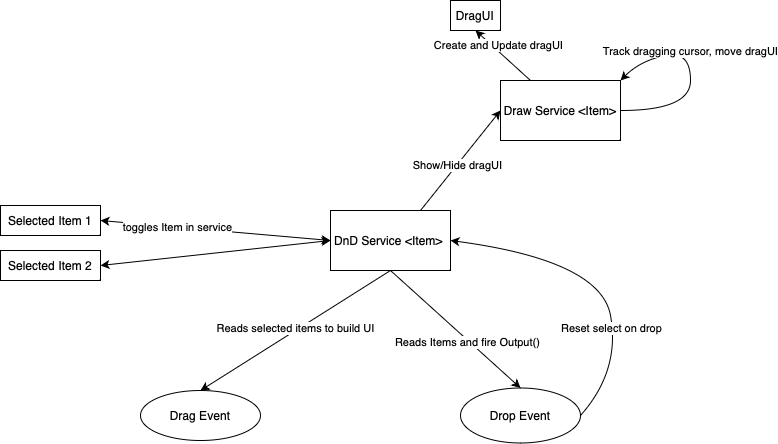 DragUI
Create and Update dragUI
Track dragging cursor, move dragUI
Draw Service <Item>
Show/Hide dragUI
Selected Item 1
toggles Item in service
DnD Service <Item>
Selected Item 2
Reads selected items to build UI
Reads Items and fire Output()
Reset select on drop
Drag Event
Drop Event